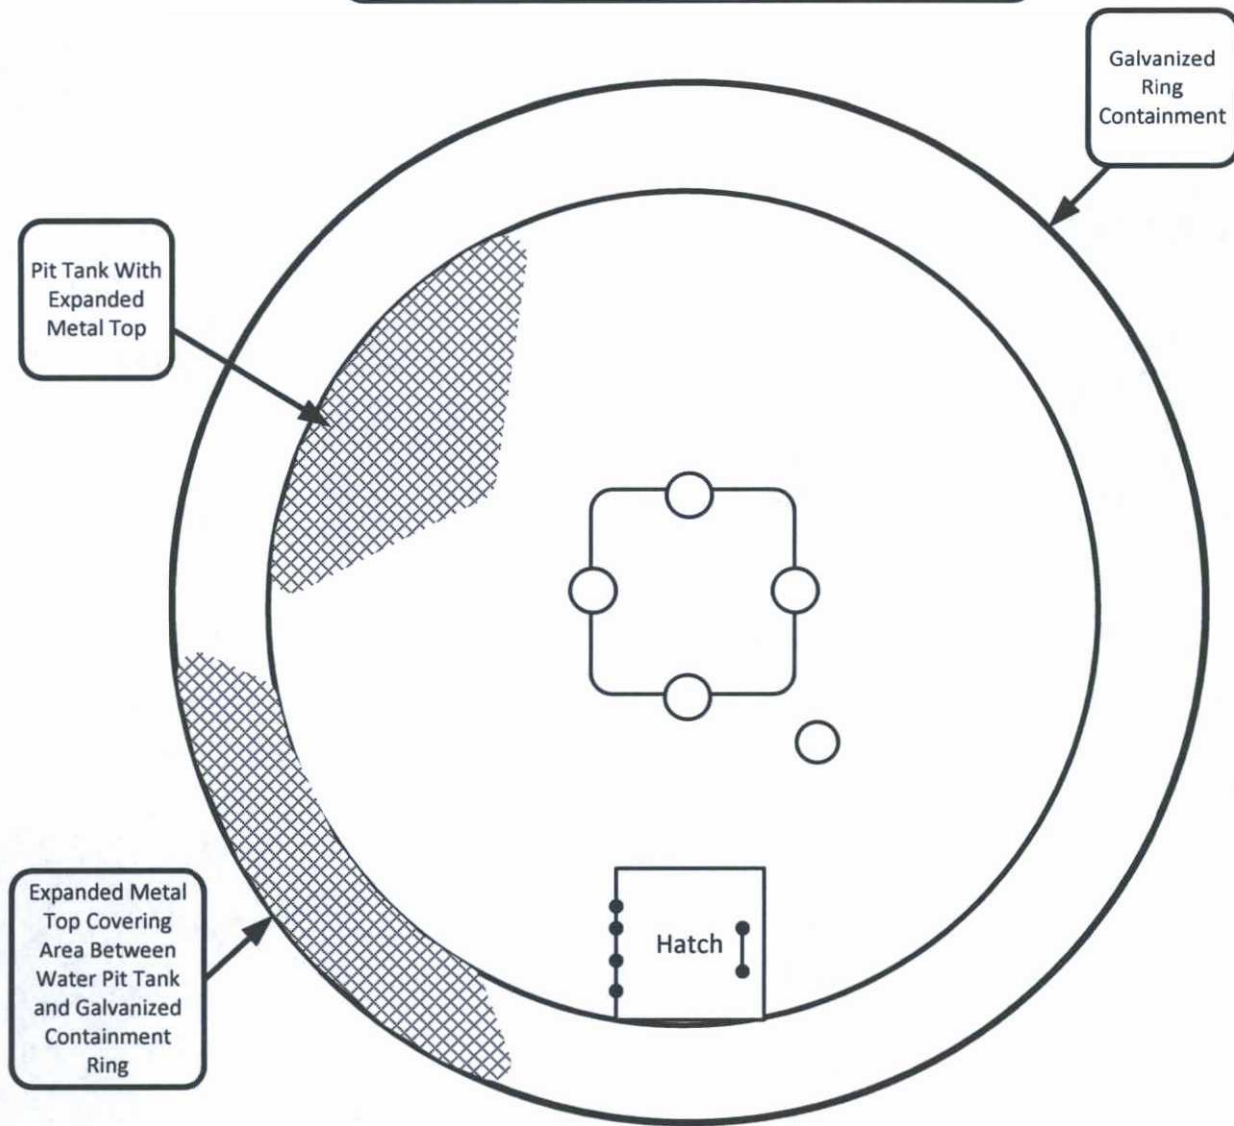 Galvanized
Ring
Containment
Pit Tank With
Expanded
Metal Top
Expanded Metal
Top Covering
Area Between
Water Pit Tank
and Galvanized
Containment
Ring
Hatch